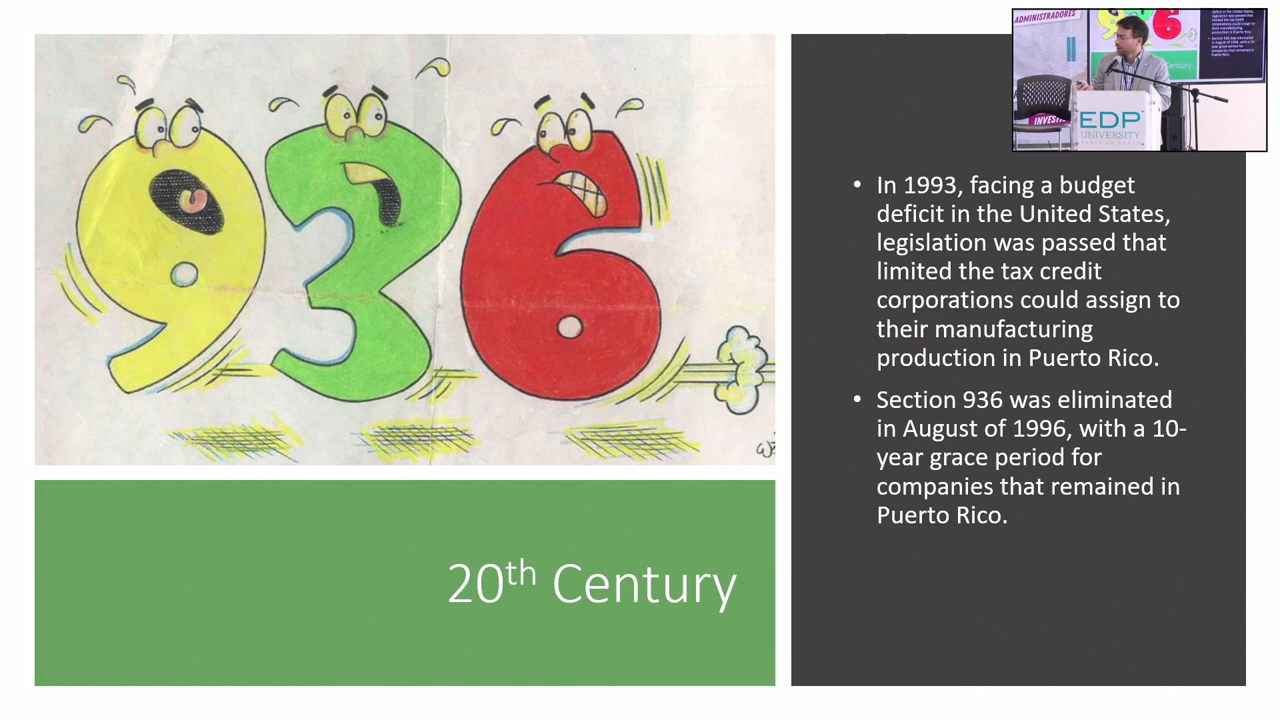 936
20th Century
• In 1993, facing a budget
deficit in the United States,
legislation was passed that
limited the tax credit
corporations could assign to
their manufacturing
production in Puerto Rico.
• Section 936 was eliminated
in August of 1996, with a 10-
year grace period for
companies that remained in
Puerto Rico.
ADMINISTRADORES
INVESTI
EDP
UNIVERSITY
Century